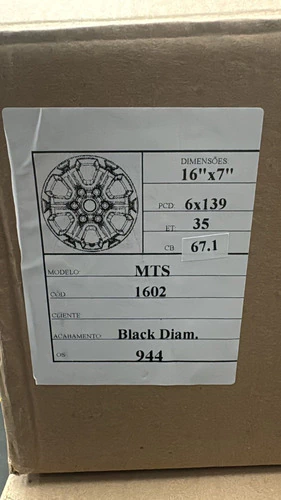 DIMENSÕES:
16"x7"
PCD: 6x139
ET: 35
CB 67.1
MODELO: MTS
CÓD: 1602
CLIENTE
ACABAMENTO: Black Diam.
OS: 944